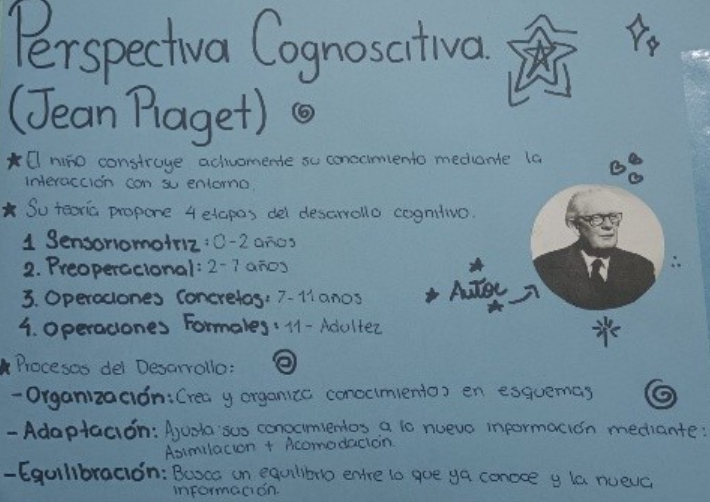 Perspectiva Cognoscitiva.
(Jean Piaget)
★ El niño construye activamente su conocimiento mediante la
interacción con su entorno.
★ Su teoría propone 4 etapas del desarrollo cognitivo.
1 Sensoriomotriz: 0-2 años
2. Preoperacional: 2-7 años
3. Operaciones Concretas: 7-11 anos
4. Operaciones Formales: 11- Adultez
Autor
★ Procesos del Desarrollo:
- Organización: Crea y organiza conocimientos en esquemas
- Adaptación: Ajusta sus conocimientos a la nueva información mediante:
Asimilación + Acomodación.
- Equilibración: Busca un equilibrio entre lo que ya conoce y la nueva
información.